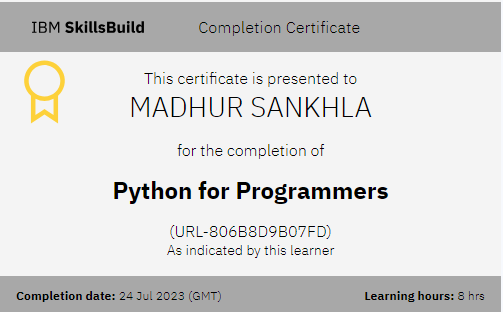 IBM SkillsBuild Completion Certificate
This certificate is presented to
MADHUR SANKHLA
for the completion of
Python for Programmers
(URL-806B8D9B07FD)
As indicated by this learner
Completion date: 24 Jul 2023 (GMT) Learning hours: 8 hrs